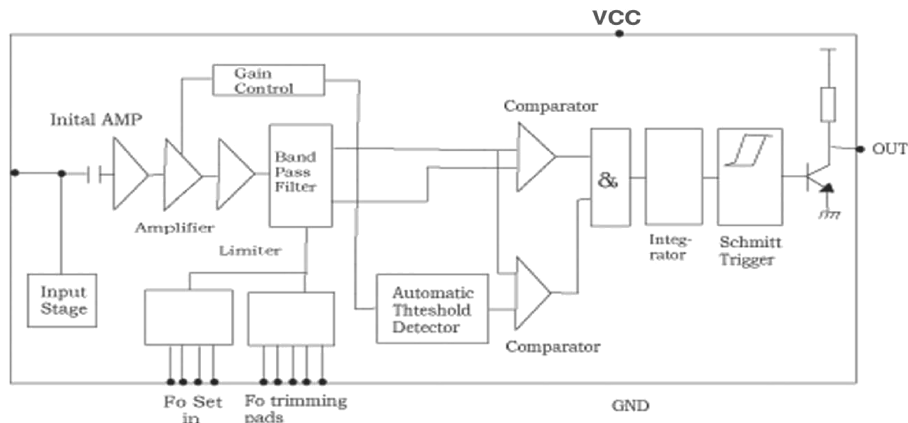 VCC
Gain
Control
Inital AMP
Comparator
Band
Pass
Filter
OUT
&
Amplifier
Limiter
Integ-
rator
Schmitt
Trigger
Input
Stage
Automatic
Thteshold
Detector
Comparator
Fo Set
in
Fo trimming
pads
GND